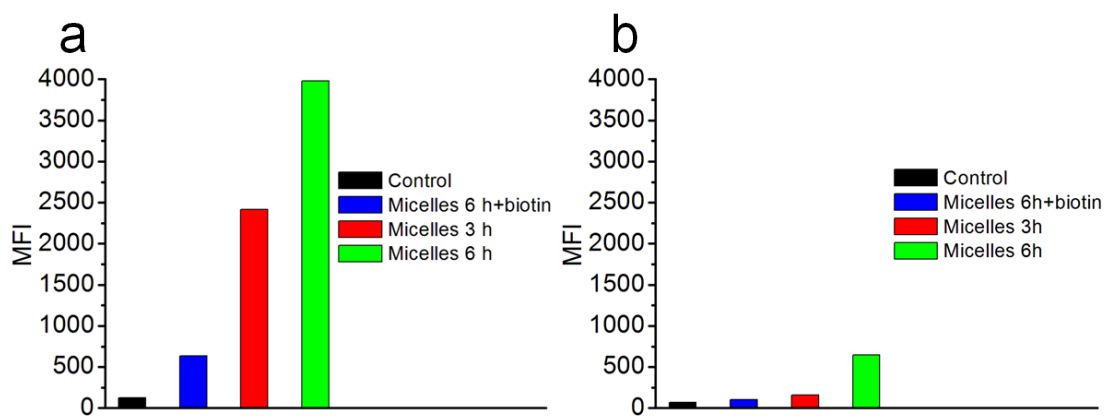 a
4000
3500
3000
2500
2000
1500
1000
500
0
MFI
Control
Micelles 6 h+biotin
Micelles 3 h
Micelles 6 h
b
4000
3500
3000
2500
2000
1500
1000
500
0
MFI
Control
Micelles 6h+biotin
Micelles 3h
Micelles 6h